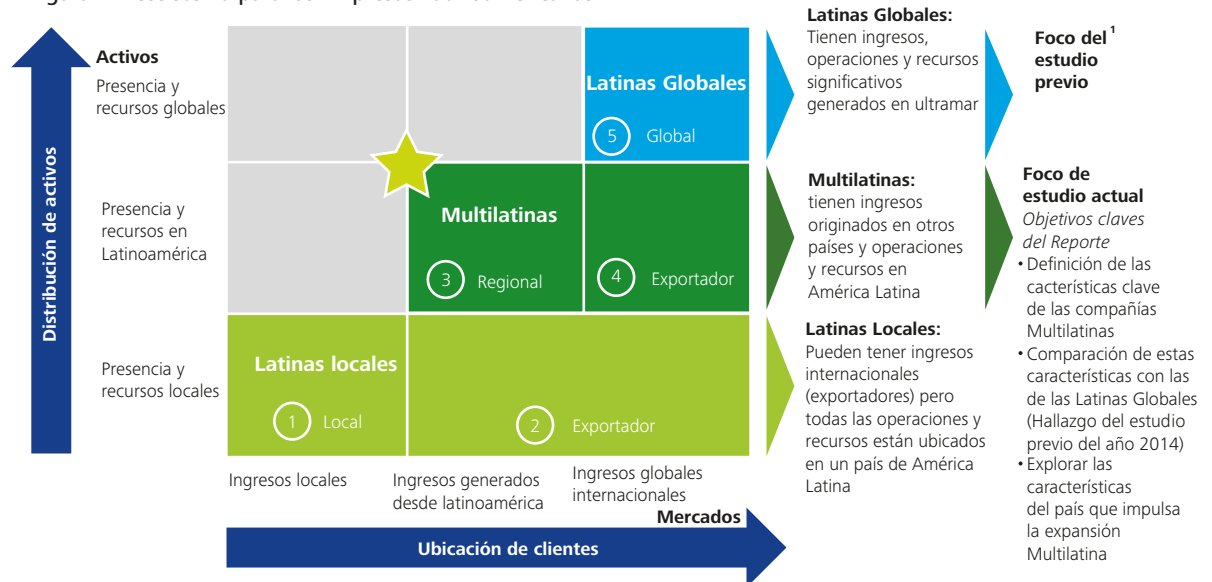 Activos
Presencia y
recursos globales
Presencia y
recursos en
Latinoamérica
Presencia y
recursos locales
Distribución de activos
Latinas Globales
5 Global
Multilatinas
3 Regional
4 Exportador
Latinas locales
1 Local
2 Exportador
Ingresos locales
Ingresos generados
desde latinoamérica
Ingresos globales
internacionales
Mercados
Ubicación de clientes
Latinas Globales:
Tienen ingresos,
operaciones y recursos
significativos
generados en ultramar
Multilatinas:
tienen ingresos
originados en otros
países y operaciones
y recursos en
América Latina
Latinas Locales:
Pueden tener ingresos
internacionales
(exportadores) pero
todas las operaciones y
recursos están ubicados
en un país de América
Latina
Foco del 1
estudio
previo
Foco de
estudio actual
Objetivos claves
del Reporte
• Definición de las
cacterísticas clave
de las compañías
Multilatinas
• Comparación de estas
características con las
de las Latinas Globales
(Hallazgo del estudio
previo del año 2014)
• Explorar las
características
del país que impulsa
la expansión
Multilatina